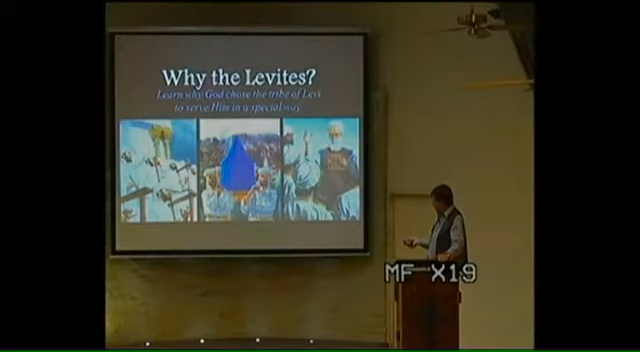 Why the Levites?
Learn why God chose the tribe of Levi
to serve Him in a special way
MF X19